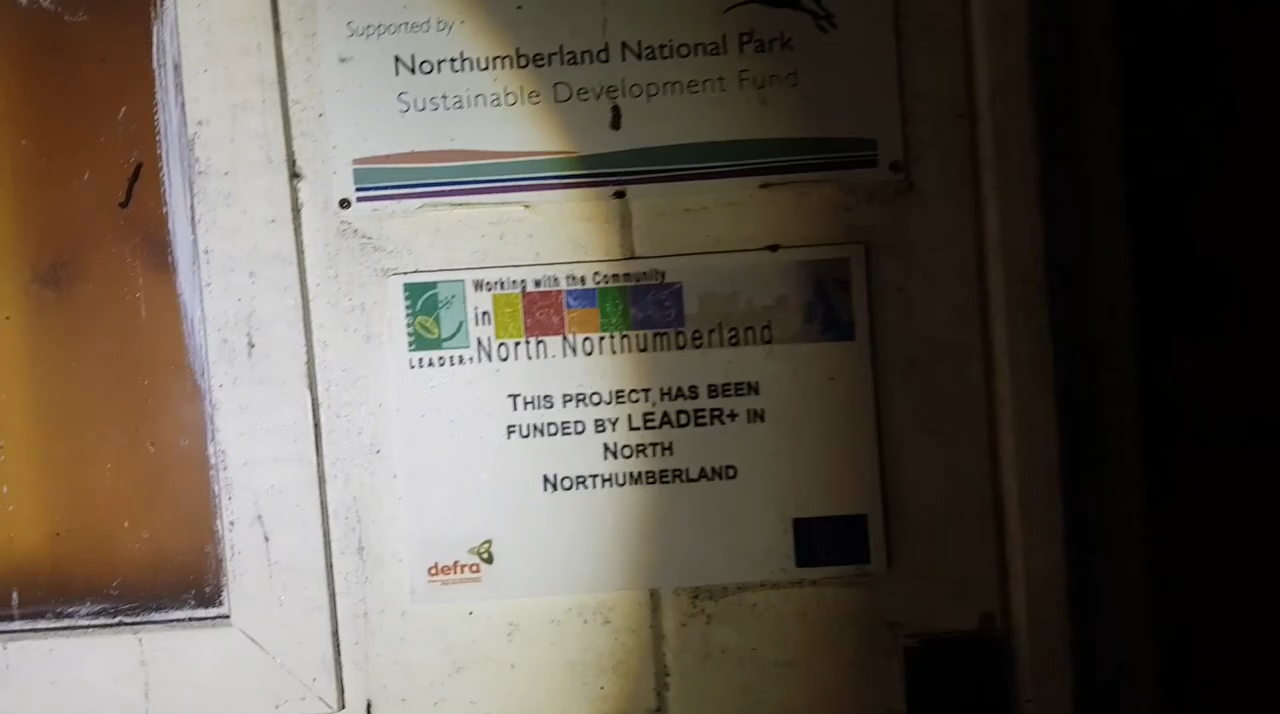 Supported by
Northumberland National Park
Sustainable Development Fund
Working with the Community
in
LEADER+
North Northumberland
THIS PROJECT HAS BEEN
FUNDED BY LEADER+ IN
NORTH
NORTHUMBERLAND
defra